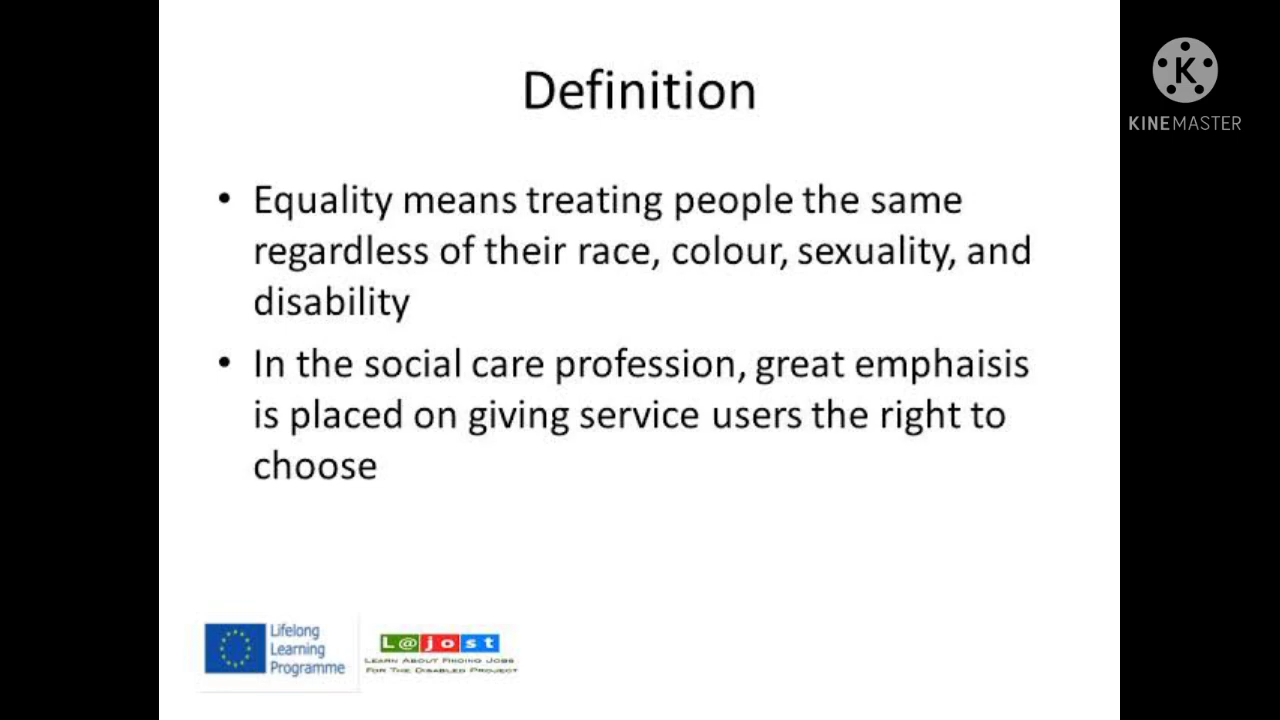 Definition
K
KINEMASTER
• Equality means treating people the same
regardless of their race, colour, sexuality, and
disability
• In the social care profession, great emphaisis
is placed on giving service users the right to
choose
Lifelong
Learning
Programme
L@jost
LEARN ABOUT FINDING JOBS
FOR THE DISABLED PROJECT